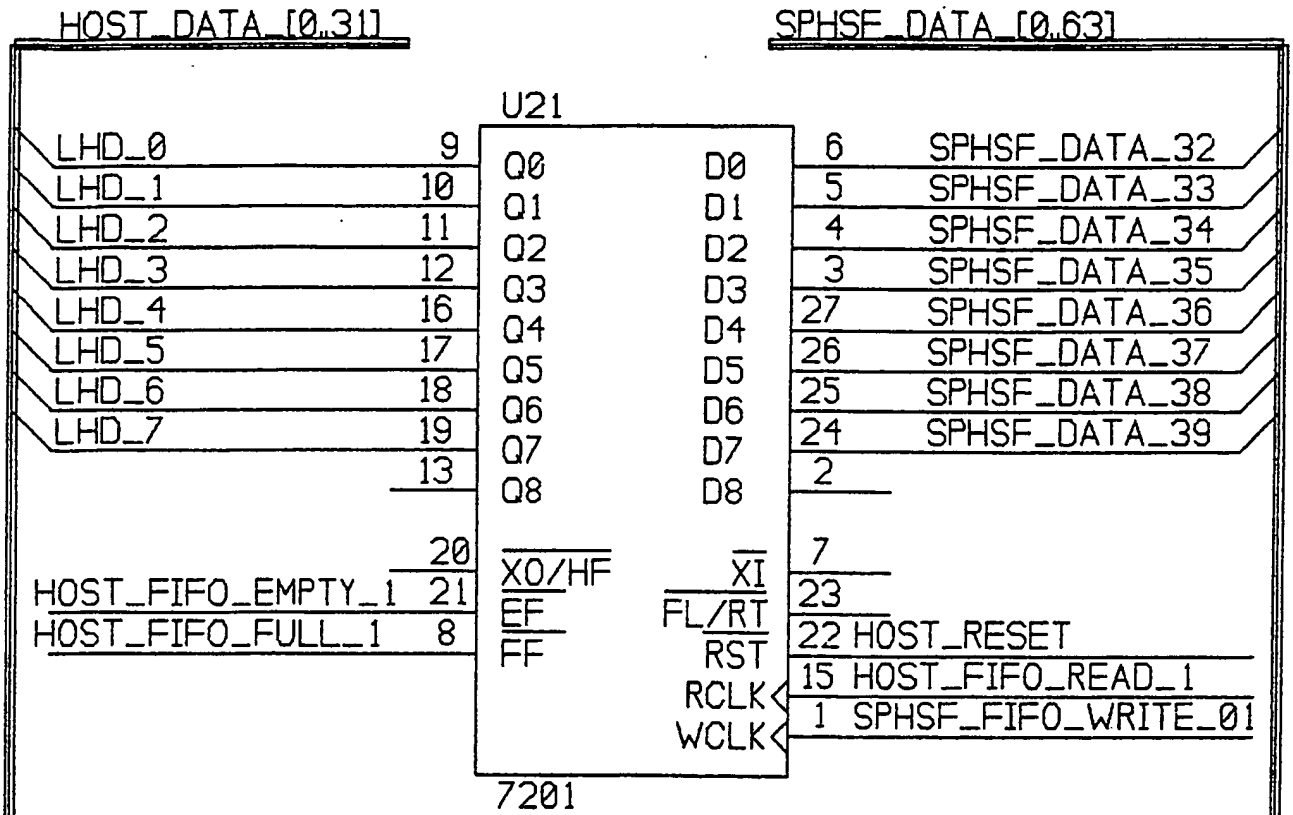 HOST_DATA_[0..31] SPHSF_DATA_[0..63]
U21
LHD_0 9 Q0 D0 6 SPHSF_DATA_32
LHD_1 10 Q1 D1 5 SPHSF_DATA_33
LHD_2 11 Q2 D2 4 SPHSF_DATA_34
LHD_3 12 Q3 D3 3 SPHSF_DATA_35
LHD_4 16 Q4 D4 27 SPHSF_DATA_36
LHD_5 17 Q5 D5 26 SPHSF_DATA_37
LHD_6 18 Q6 D6 25 SPHSF_DATA_38
LHD_7 19 Q7 D7 24 SPHSF_DATA_39
13 Q8 D8 2
20 XO/HF XI 7
HOST_FIFO_EMPTY_1 21 EF FL/RT 23
HOST_FIFO_FULL_1 8 FF RST 22 HOST_RESET
RCLK 15 HOST_FIFO_READ_1
WCLK 1 SPHSF_FIFO_WRITE_01
7201